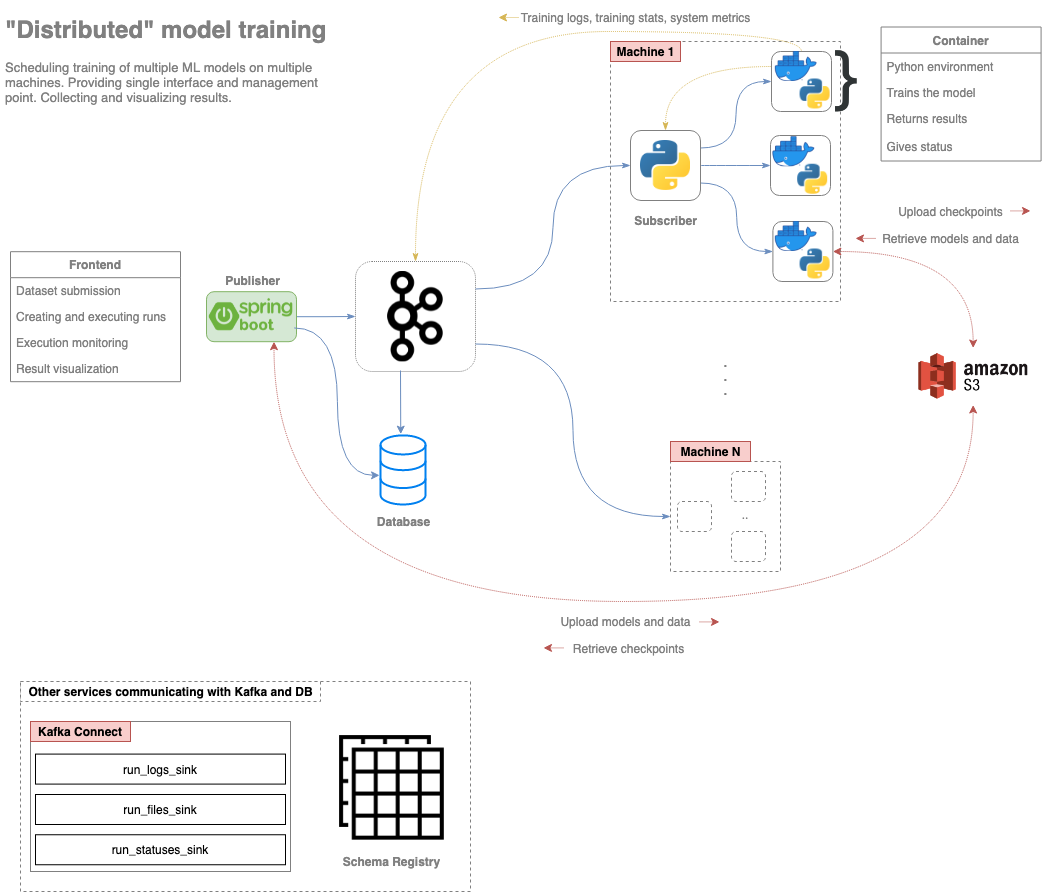 "Distributed" model training
Scheduling training of multiple ML models on multiple
machines. Providing single interface and management
point. Collecting and visualizing results.
Training logs, training stats, system metrics
Machine 1
Subscriber
Container
Python environment
Trains the model
Returns results
Gives status
Upload checkpoints
Retrieve models and data
Frontend
Dataset submission
Creating and executing runs
Execution monitoring
Result visualization
Publisher
spring
boot
Database
amazon
S3
Machine N
..
Upload models and data
Retrieve checkpoints
Other services communicating with Kafka and DB
Kafka Connect
run_logs_sink
run_files_sink
run_statuses_sink
Schema Registry